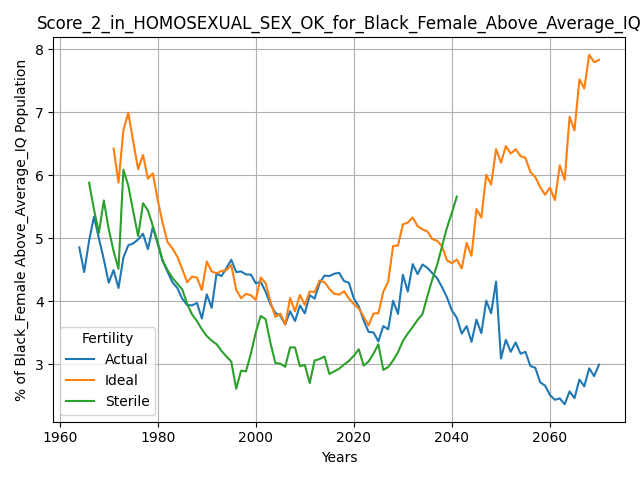 Score_2_in_HOMOSEXUAL_SEX_OK_for_Black_Female_Above_Average_IQ
% of Black_Female Above_Average_IQ Population
8
7
6
5
4
3
Fertility
Actual
Ideal
Sterile
1960
1980
2000
2020
2040
2060
Years